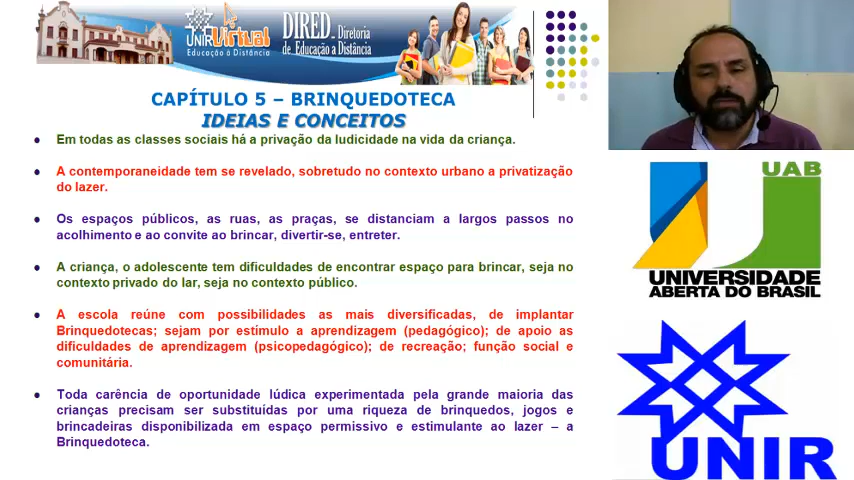 UNIR Virtual
Educação à Distância
DIRED – Diretoria
de Educação a Distância
CAPÍTULO 5 – BRINQUEDOTECA
IDEIAS E CONCEITOS
Em todas as classes sociais há a privação da ludicidade na vida da criança.
A contemporaneidade tem se revelado, sobretudo no contexto urbano a privatização
do lazer.
Os espaços públicos, as ruas, as praças, se distanciam a largos passos no
acolhimento e ao convite ao brincar, divertir-se, entreter.
A criança, o adolescente tem dificuldades de encontrar espaço para brincar, seja no
contexto privado do lar, seja no contexto público.
A escola reúne com possibilidades as mais diversificadas, de implantar
Brinquedotecas; sejam por estímulo a aprendizagem (pedagógico); de apoio as
dificuldades de aprendizagem (psicopedagógico); de recreação; função social e
comunitária.
Toda carência de oportunidade lúdica experimentada pela grande maioria das
crianças precisam ser substituídas por uma riqueza de brinquedos, jogos e
brincadeiras disponibilizada em espaço permissivo e estimulante ao lazer – a
Brinquedoteca.
UAB
UNIVERSIDADE
ABERTA DO BRASIL
UNIR